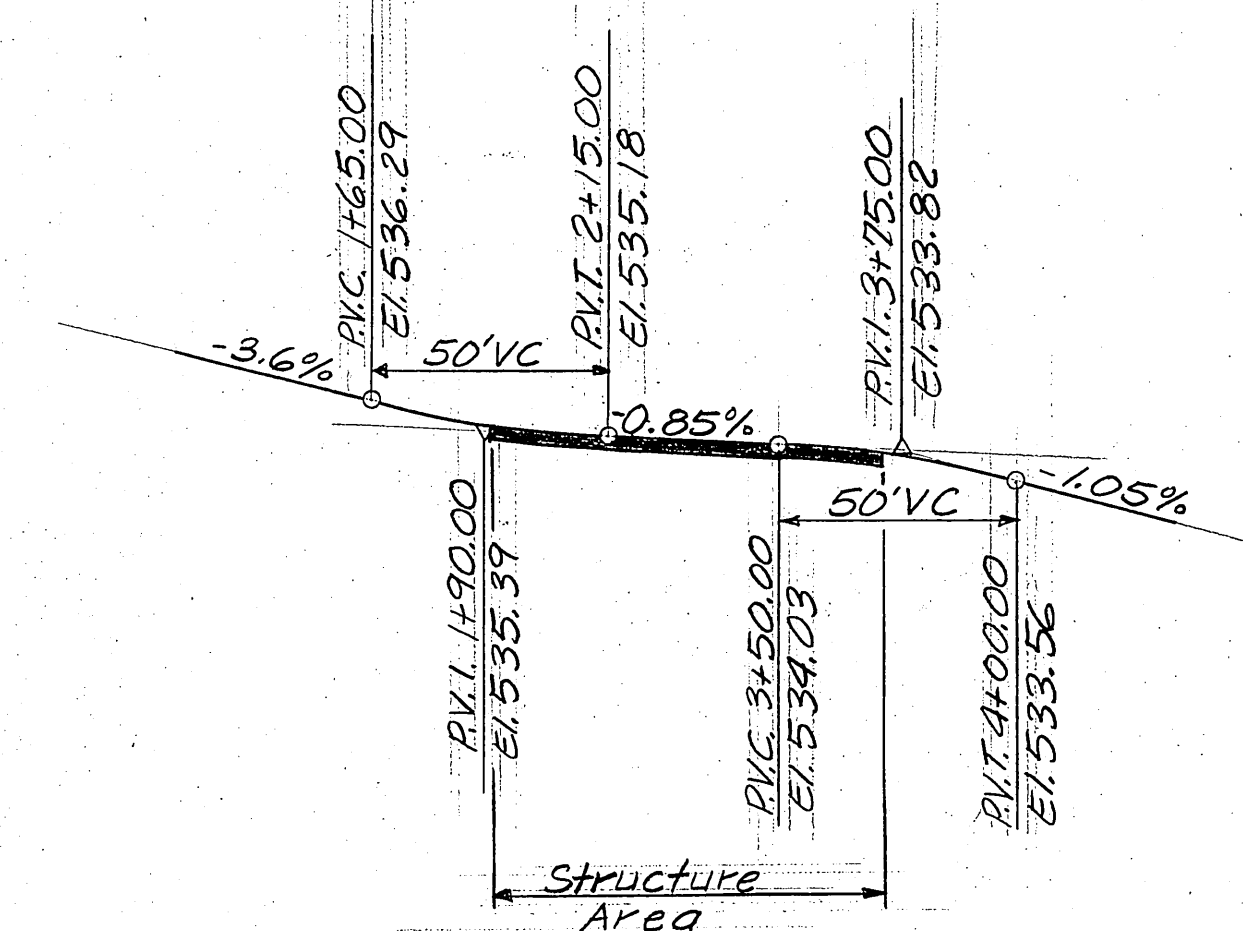 P.V.C. 1+65.00
El. 536.29
P.V.T. 2+15.00
El. 535.18
P.V.I. 3+75.00
El. 533.82
-3.6%
50'VC
-0.85%
-1.05%
50'VC
P.V.I. 1+90.00
El. 535.39
P.V.C. 3+50.00
El. 534.03
P.V.T. 4+00.00
El. 533.56
Structure
Area